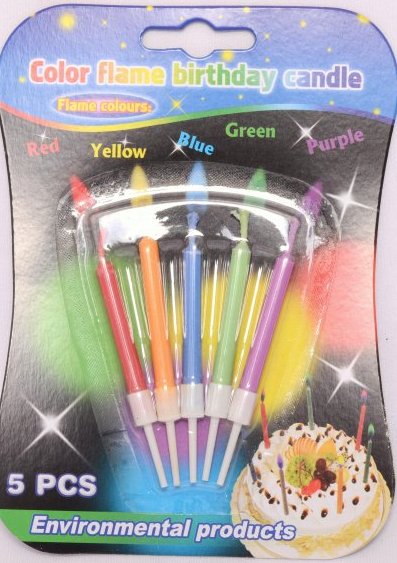 Color flame birthday candle
Flame colours:
Red Yellow Blue Green Purple
5 PCS
Environmental products